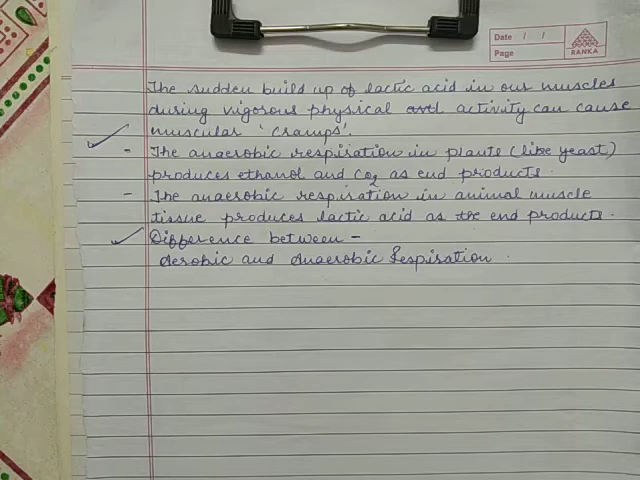 Date / /
Page
RANKA
The sudden build up of lactic acid in our muscles
during vigorous physical activity can cause
muscular 'cramps'.
- The anaerobic respiration in plants (like yeast)
produces ethanol and CO2 as end products.
- The anaerobic respiration in animal muscle
tissue produces lactic acid as the end products.
Difference between -
Aerobic and Anaerobic Respiration.